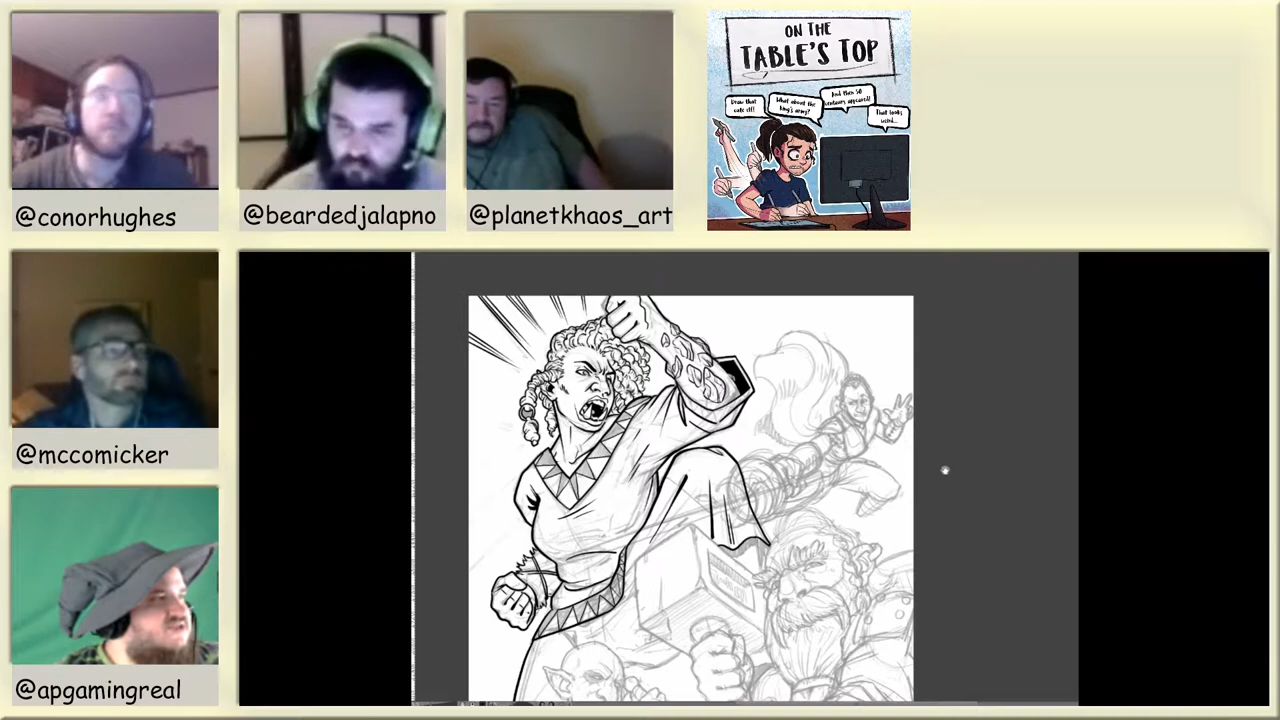 ON THE
TABLE'S TOP
Draw that
cute elf!
What about the
king's army?
And then 50
centaurs appeared!
That looks
weird...
@conorhughes
@beardedjalapno
@planetkhaos_art
@mccomicker
@apgamingreal